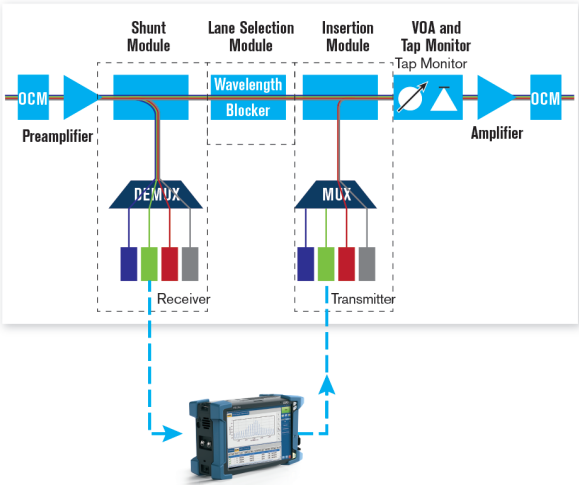 Shunt
Module
Lane Selection
Module
Insertion
Module
VOA and
Tap Monitor
Tap Monitor
OCM
Wavelength
Blocker
OCM
Preamplifier
Amplifier
DEMUX
MUX
Receiver
Transmitter